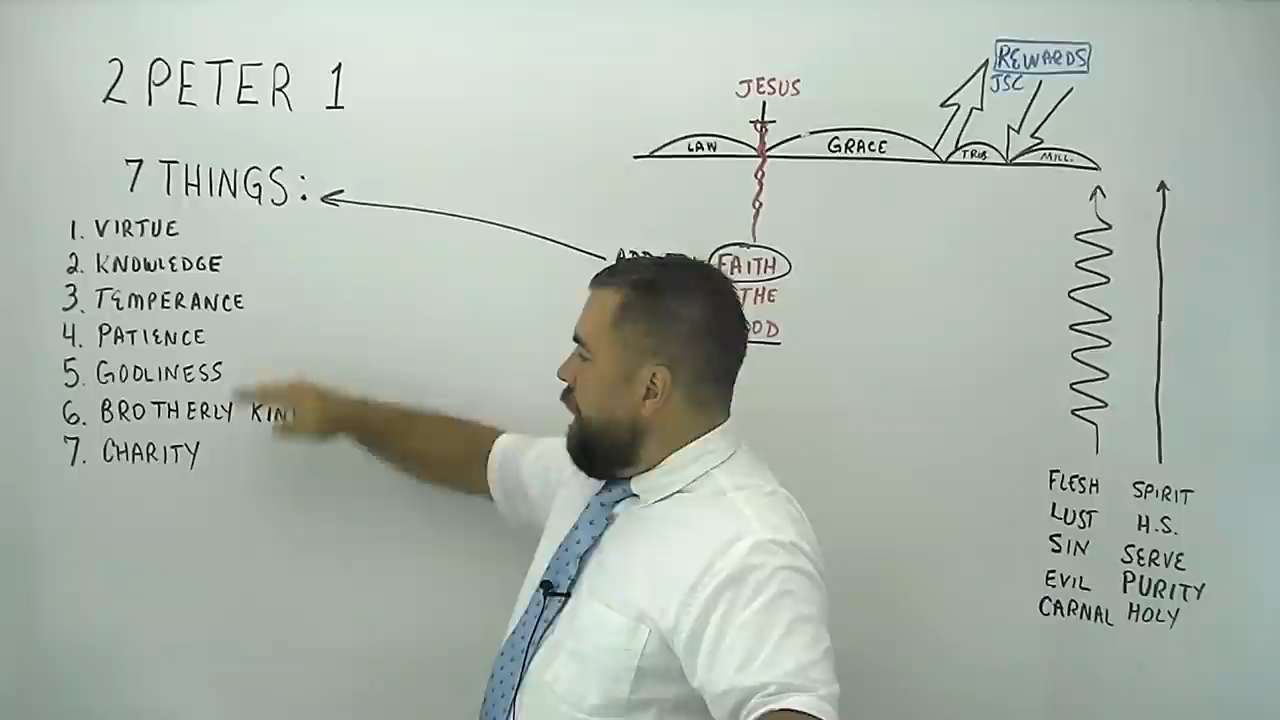 2 PETER 1
7 THINGS:
1. VIRTUE
2. KNOWLEDGE
3. TEMPERANCE
4. PATIENCE
5. GODLINESS
6. BROTHERLY
7. CHARITY
JESUS
LAW
GRACE
TRIB
MILL.
REWARDS
JSC
FAITH
THE
FLESH SPIRIT
LUST H.S.
SIN SERVE
EVIL PURITY
CARNAL HOLY